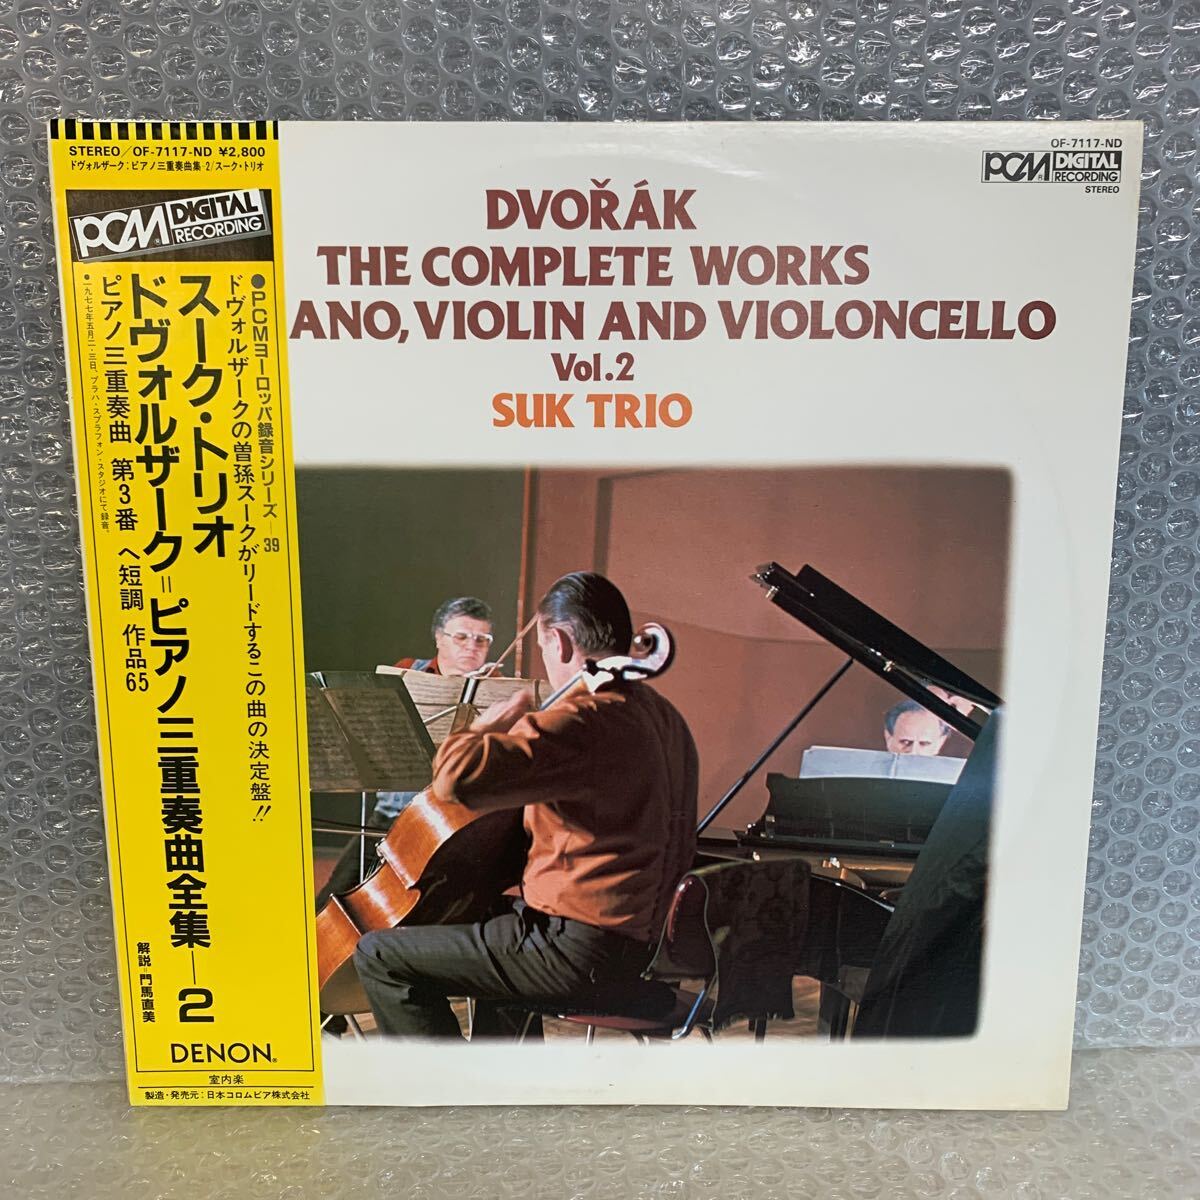 STEREO/OF-7117-ND ¥2,800
ドヴォルザーク:ピアノ三重奏曲集-2/スーク・トリオ
PCM® DIGITAL RECORDING
●PCMヨーロッパ録音シリーズ—39
ドヴォルザークの曽孫スークがリードするこの曲の決定盤!!
スーク・トリオ
ドヴォルザーク=ピアノ三重奏曲全集—2
ピアノ三重奏曲 第3番 ヘ短調 作品65
●一九七七年五月二・三日、プラハ・スプラフォン・スタジオにて録音。
解説=門馬直美
DENON®
室内楽
製造・発売元:日本コロムビア株式会社
OF-7117-ND
PCM® DIGITAL RECORDING
STEREO
DVOŘÁK
THE COMPLETE WORKS
ANO, VIOLIN AND VIOLONCELLO
Vol.2
SUK TRIO